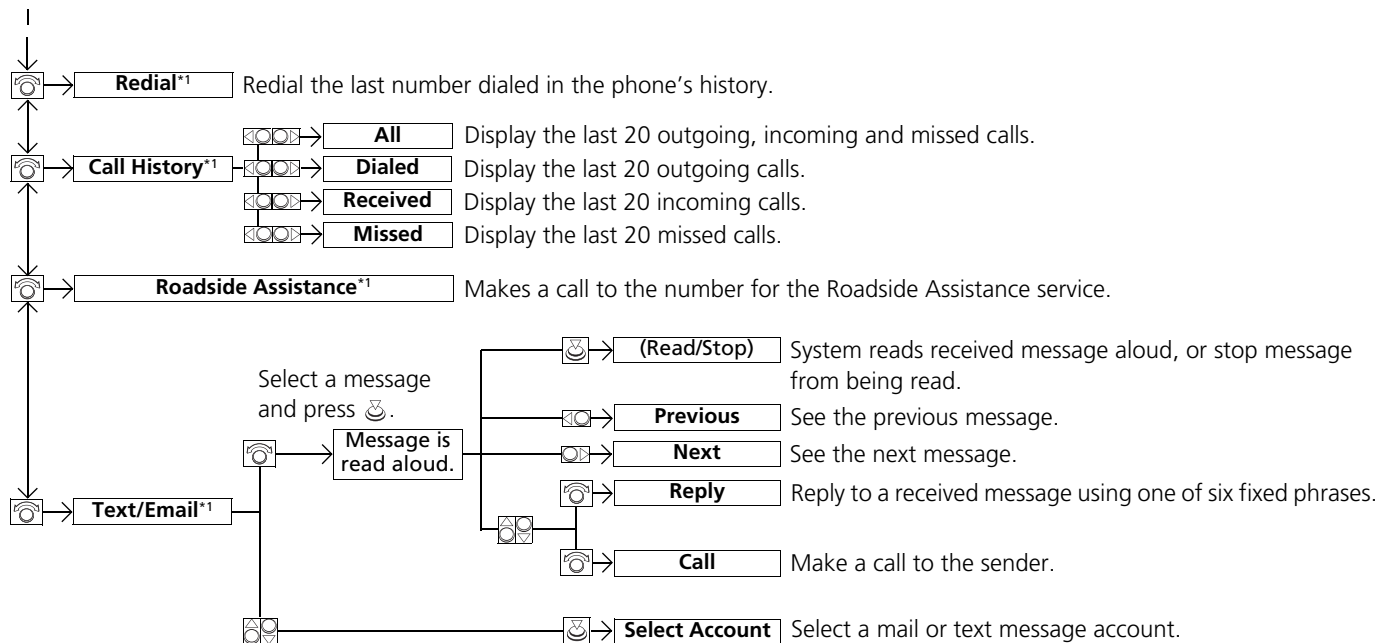 Redial*1 Redial the last number dialed in the phone's history.
All Display the last 20 outgoing, incoming and missed calls.
Call History*1 Dialed Display the last 20 outgoing calls.
Received Display the last 20 incoming calls.
Missed Display the last 20 missed calls.
Roadside Assistance*1 Makes a call to the number for the Roadside Assistance service.
(Read/Stop) System reads received message aloud, or stop message
from being read.
Select a message
and press .
Message is
read aloud.
Previous See the previous message.
Next See the next message.
Text/Email*1
Reply Reply to a received message using one of six fixed phrases.
Call Make a call to the sender.
Select Account Select a mail or text message account.